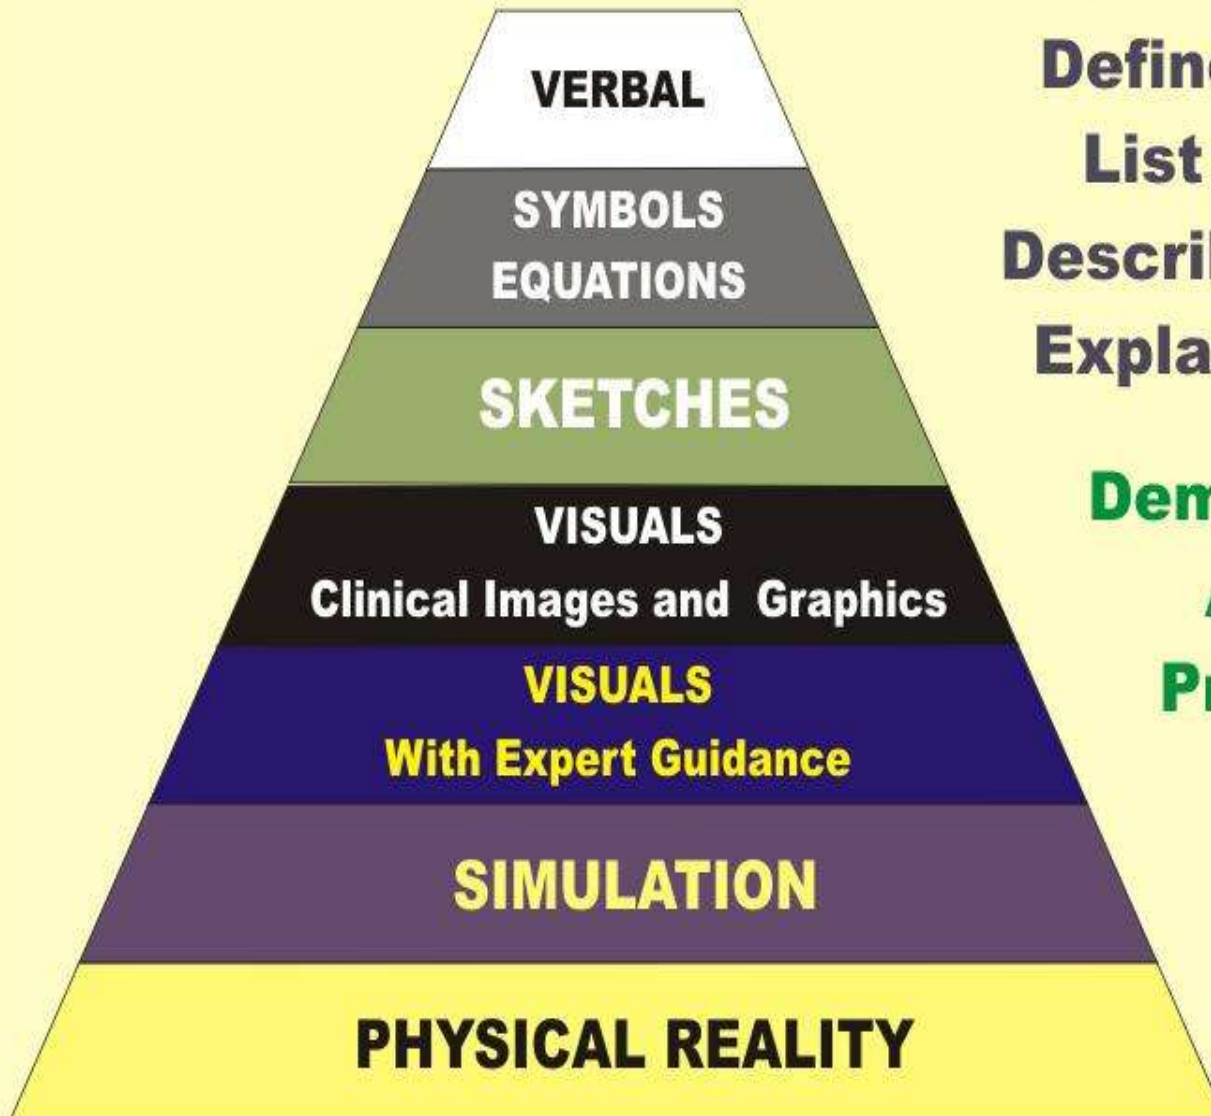 VERBAL
SYMBOLS
EQUATIONS
SKETCHES
VISUALS
Clinical Images and Graphics
VISUALS
With Expert Guidance
SIMULATION
PHYSICAL REALITY
List